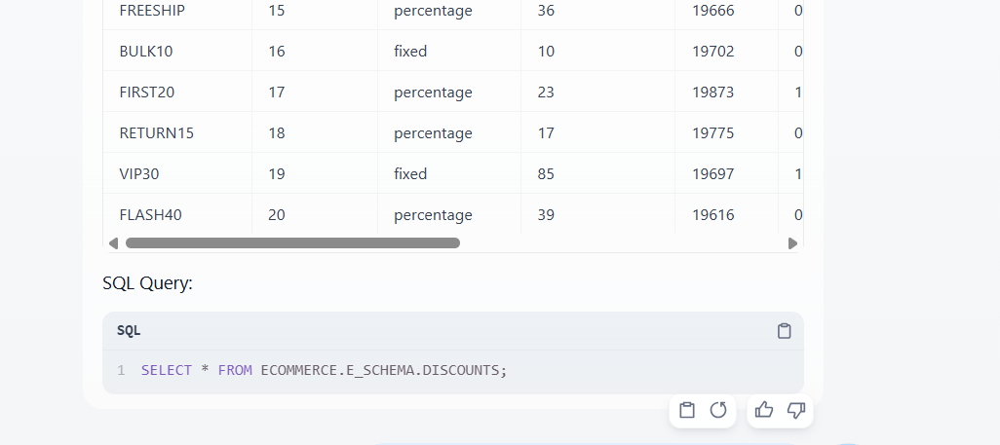 FREESHIP 15 percentage 36 19666 0
BULK10 16 fixed 10 19702 0
FIRST20 17 percentage 23 19873 1
RETURN15 18 percentage 17 19775 0
VIP30 19 fixed 85 19697 1
FLASH40 20 percentage 39 19616 0
SQL Query:
SQL
1 SELECT * FROM ECOMMERCE.E_SCHEMA.DISCOUNTS;